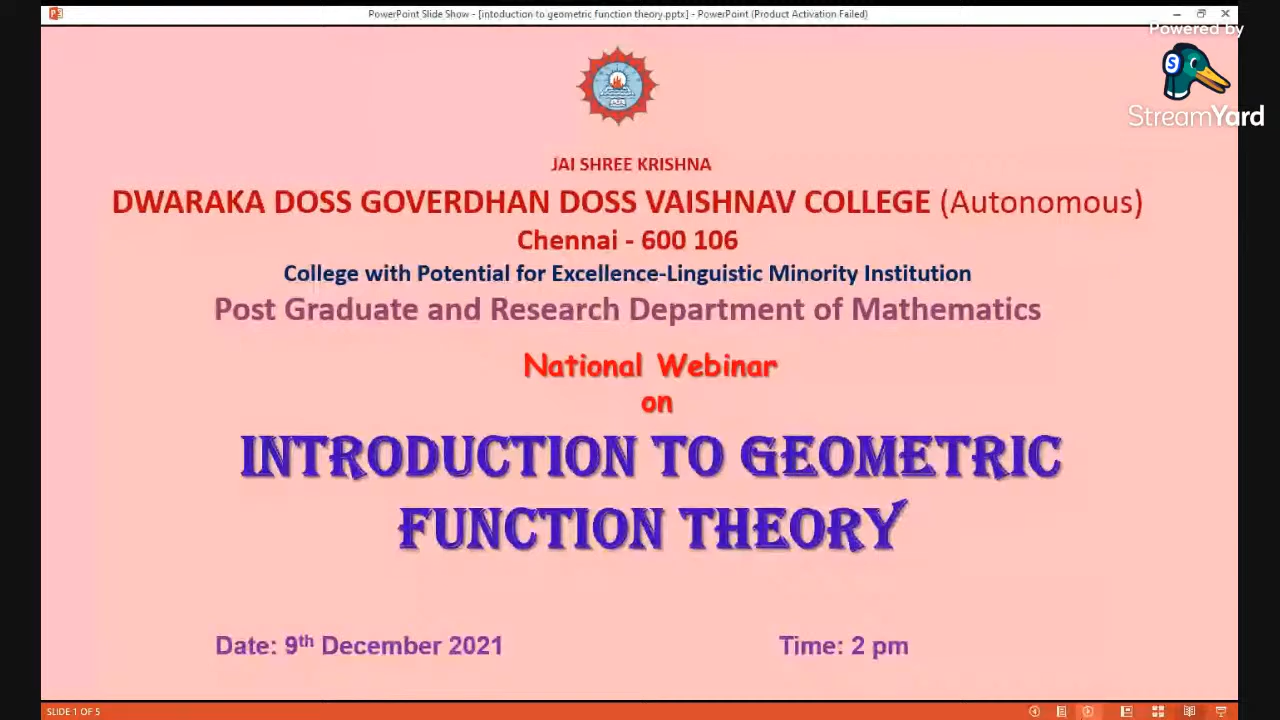 PowerPoint Slide Show - [intoduction to geometric function theory.pptx] - PowerPoint (Product Activation Failed)
Powered by
StreamYard
JAI SHREE KRISHNA
DWARAKA DOSS GOVERDHAN DOSS VAISHNAV COLLEGE (Autonomous)
Chennai - 600 106
College with Potential for Excellence-Linguistic Minority Institution
Post Graduate and Research Department of Mathematics
National Webinar
on
INTRODUCTION TO GEOMETRIC
FUNCTION THEORY
Date: 9th December 2021 Time: 2 pm
SLIDE 1 OF 5